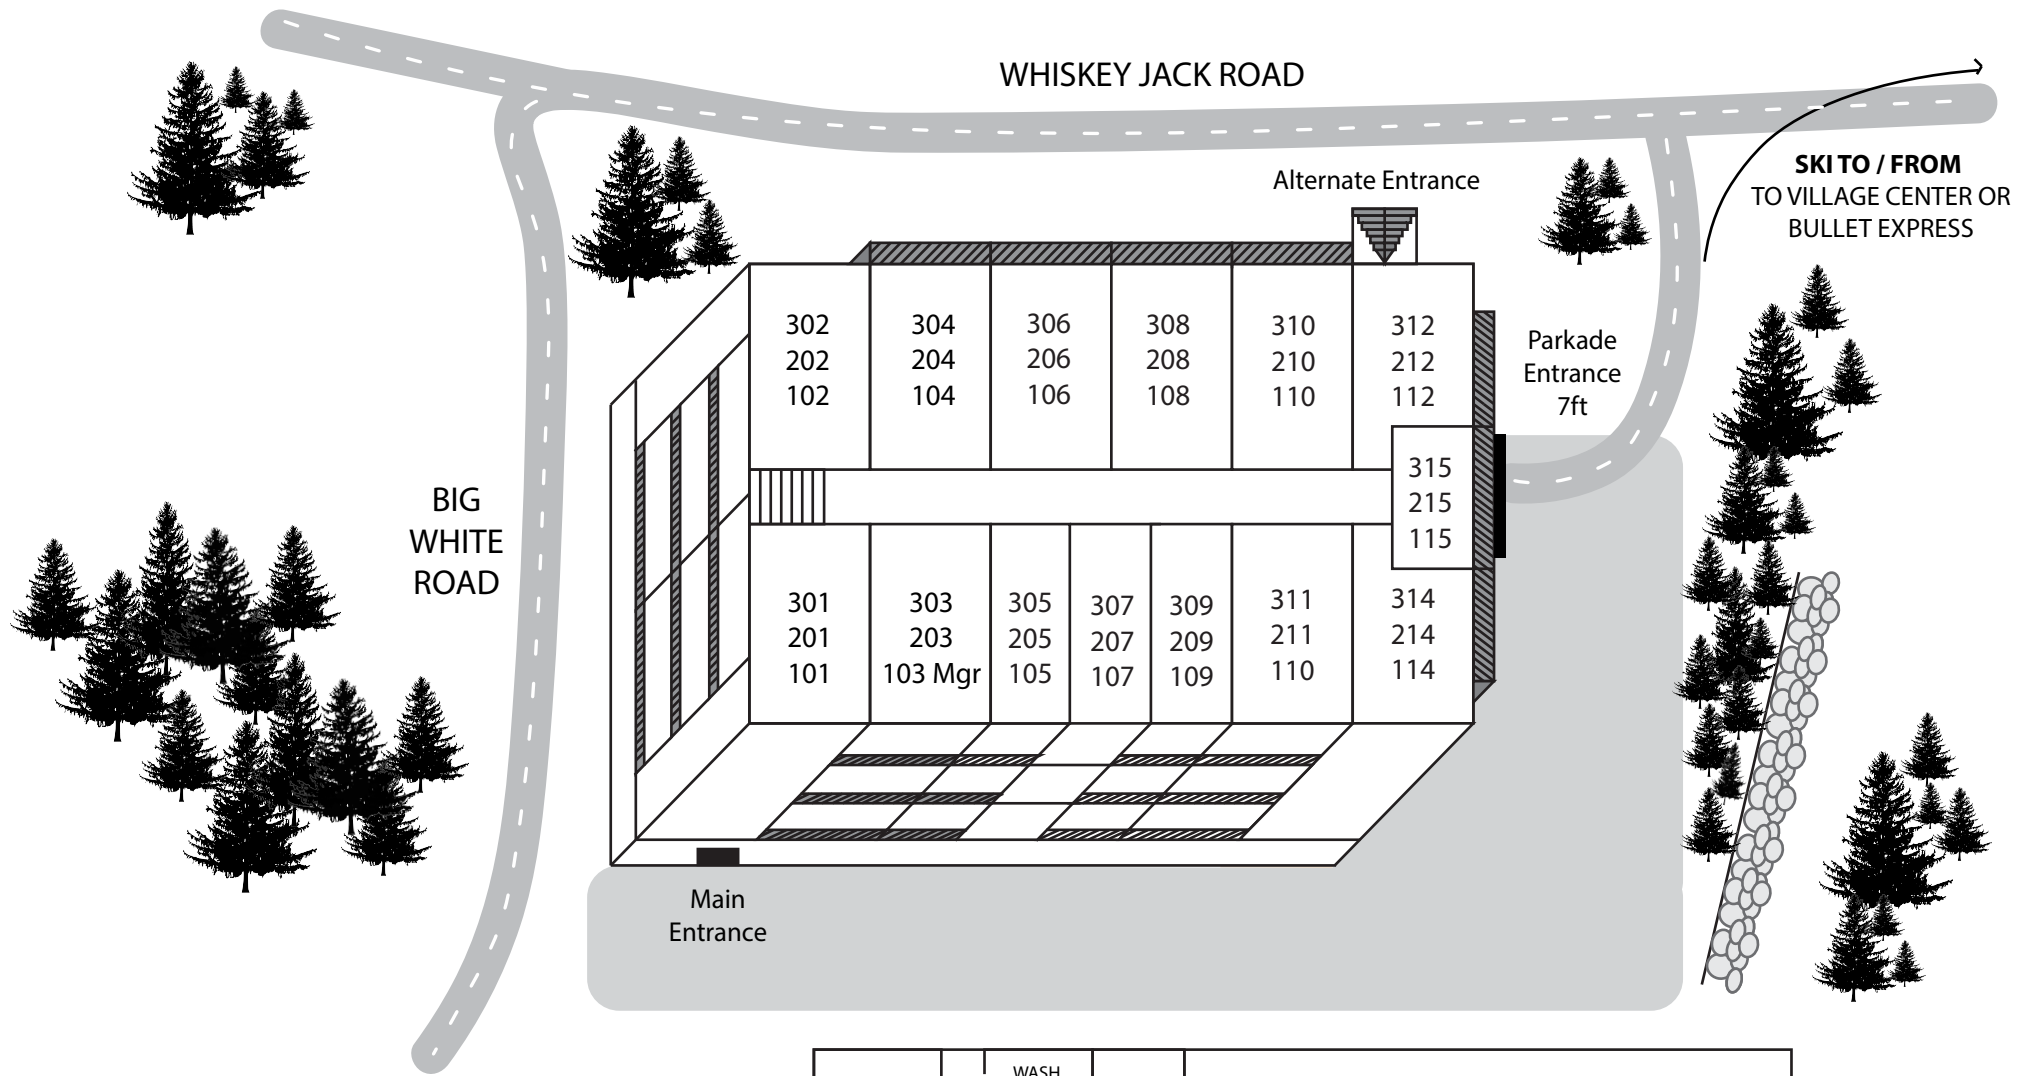 WHISKEY JACK ROAD
SKI TO / FROM
TO VILLAGE CENTER OR
BULLET EXPRESS
Alternate Entrance
302
202
102
304
204
104
306
206
106
308
208
108
310
210
110
312
212
112
Parkade
Entrance
7ft
315
215
115
BIG
WHITE
ROAD
301
201
101
303
203
103 Mgr
305
205
105
307
207
107
309
209
109
311
211
110
314
214
114
Main
Entrance
WASH